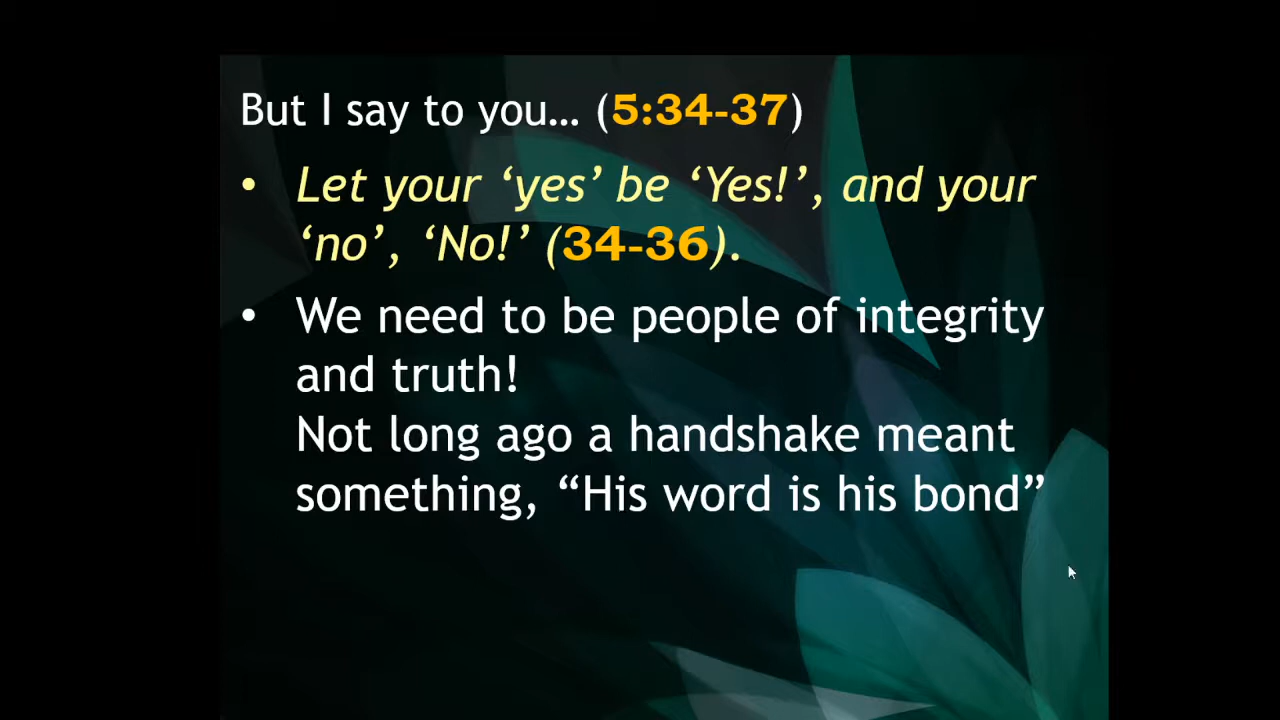 But I say to you... (5:34-37)
• Let your ‘yes’ be ‘Yes!’, and your
‘no’, ‘No!’ (34-36).
• We need to be people of integrity
and truth!
Not long ago a handshake meant
something, “His word is his bond”